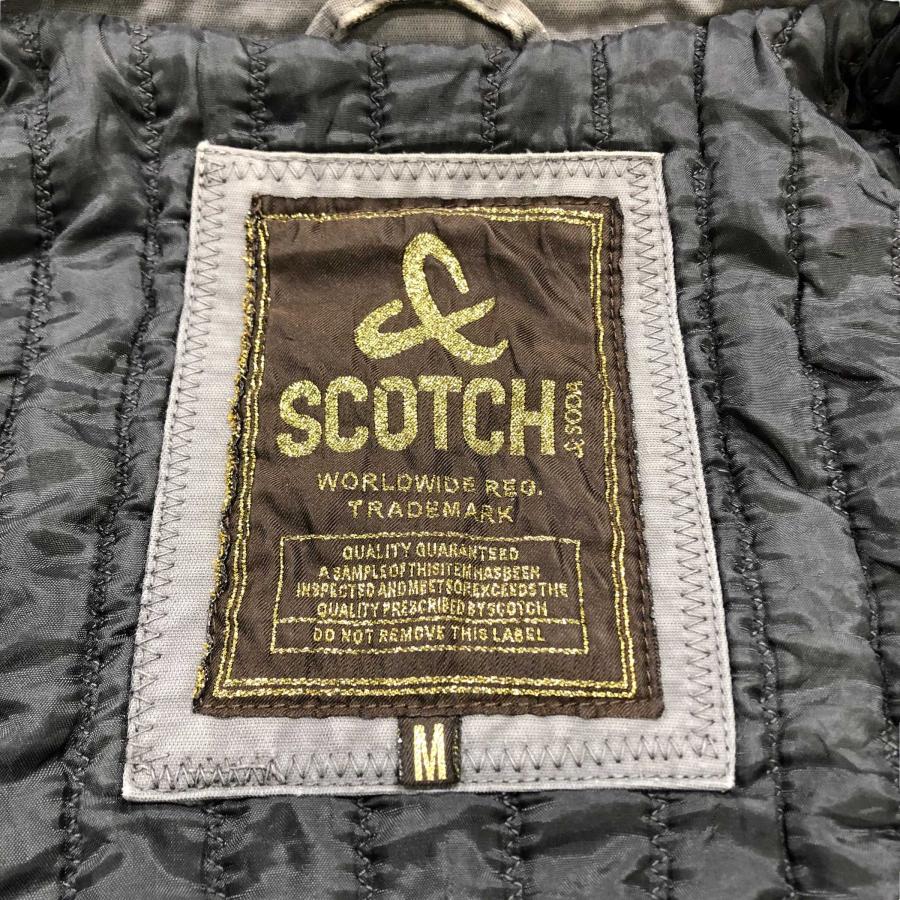 &
SCOTCH
& SODA
WORLDWIDE REG.
TRADEMARK
QUALITY QUARANTEED
A SAMPLE OF THIS ITEM HAS BEEN
INSPECTED AND MEETS OR EXCEEDS THE
QUALITY PRESCRIBED BY SCOTCH
DO NOT REMOVE THIS LABEL
M